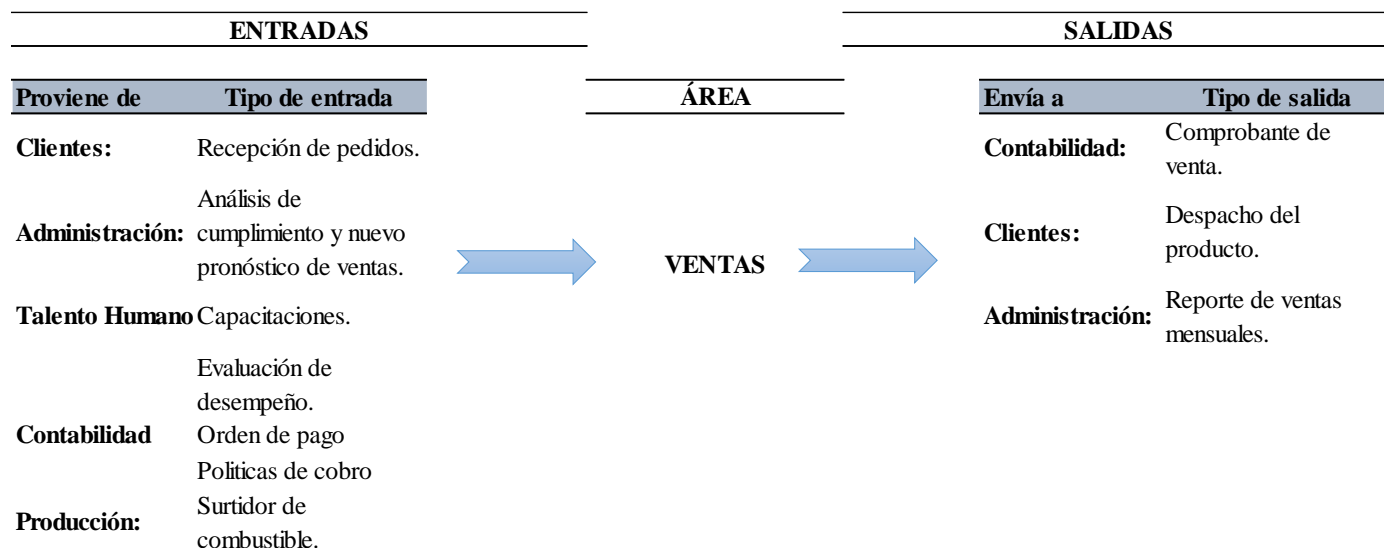 ENTRADAS
SALIDAS
Proviene de Tipo de entrada
ÁREA
Envía a Tipo de salida
Clientes: Recepción de pedidos.
Contabilidad: Comprobante de
venta.
Análisis de
Administración: cumplimiento y nuevo
pronóstico de ventas.
VENTAS
Clientes: Despacho del
producto.
Talento Humano Capacitaciones.
Administración: Reporte de ventas
mensuales.
Evaluación de
desempeño.
Contabilidad Orden de pago
Politicas de cobro
Producción: Surtidor de
combustible.